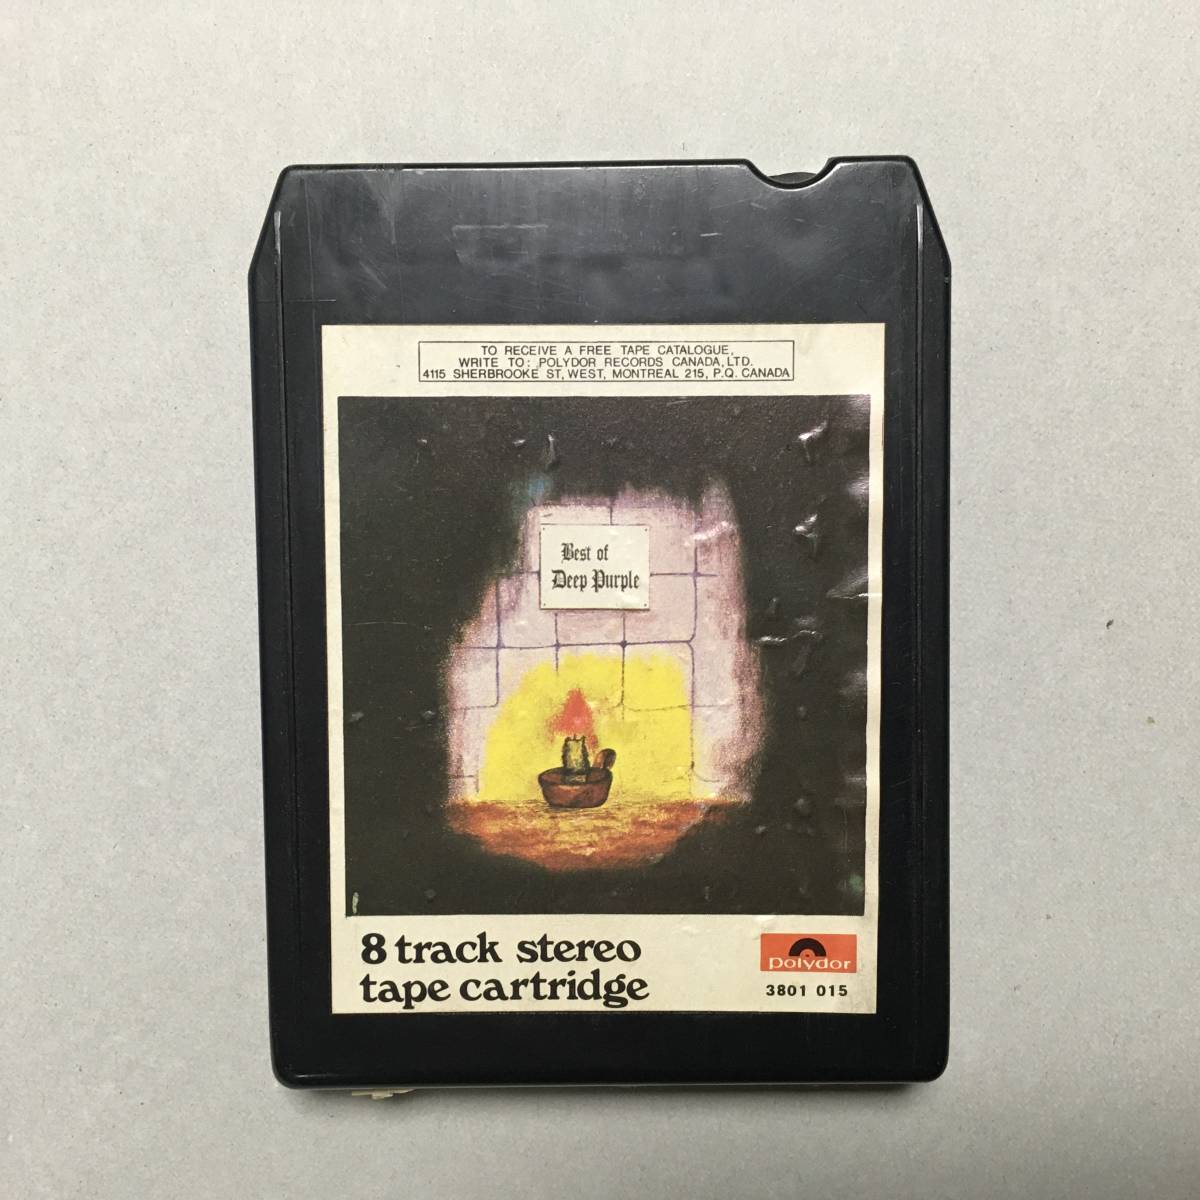 TO RECEIVE A FREE TAPE CATALOGUE,
WRITE TO: POLYDOR RECORDS CANADA, LTD.
4115 SHERBROOKE ST, WEST, MONTREAL 215, P.Q. CANADA
Best of
Deep Purple
8 track stereo
tape cartridge
polydor
3801 015